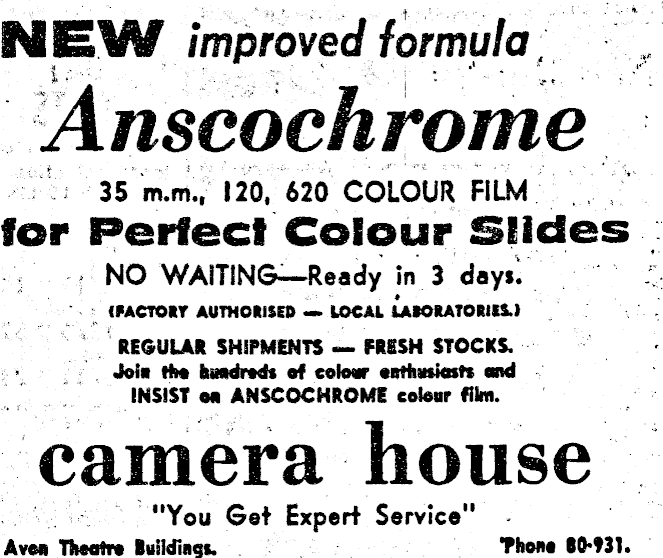 NEW improved formula
Anscochrome
35 m.m., 120, 620 COLOUR FILM
for Perfect Colour Slides
NO WAITING—Ready in 3 days.
(FACTORY AUTHORISED — LOCAL LABORATORIES.)
REGULAR SHIPMENTS — FRESH STOCKS.
Join the hundreds of colour enthusiasts and
INSIST on ANSCOCHROME colour film.
camera house
"You Get Expert Service"
Avon Theatre Buildings.
'Phone 80-931.